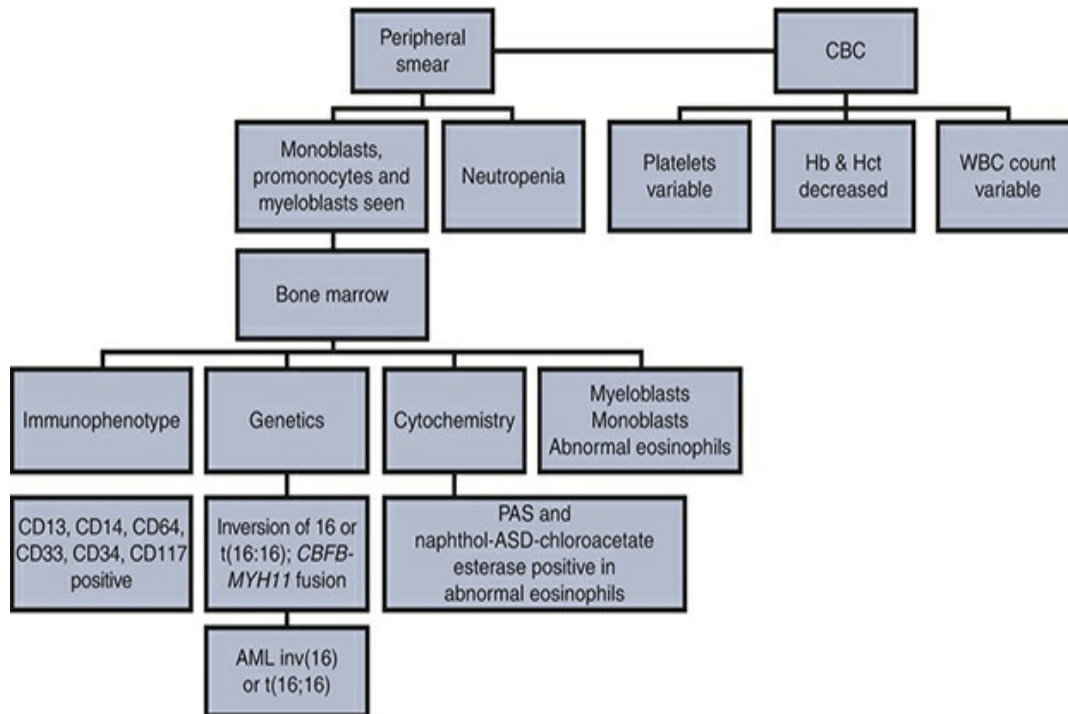 Peripheral
smear
CBC
Monoblasts,
promonocytes and
myeloblasts seen
Neutropenia
Platelets
variable
Hb & Hct
decreased
WBC count
variable
Bone marrow
Immunophenotype
Genetics
Cytochemistry
Myeloblasts
Monoblasts
Abnormal eosinophils
CD13, CD14, CD64,
CD33, CD34, CD117
positive
Inversion of 16 or
t(16:16); CBFB-
MYH11 fusion
PAS and
naphthol-ASD-chloroacetate
esterase positive in
abnormal eosinophils
AML inv(16)
or t(16;16)